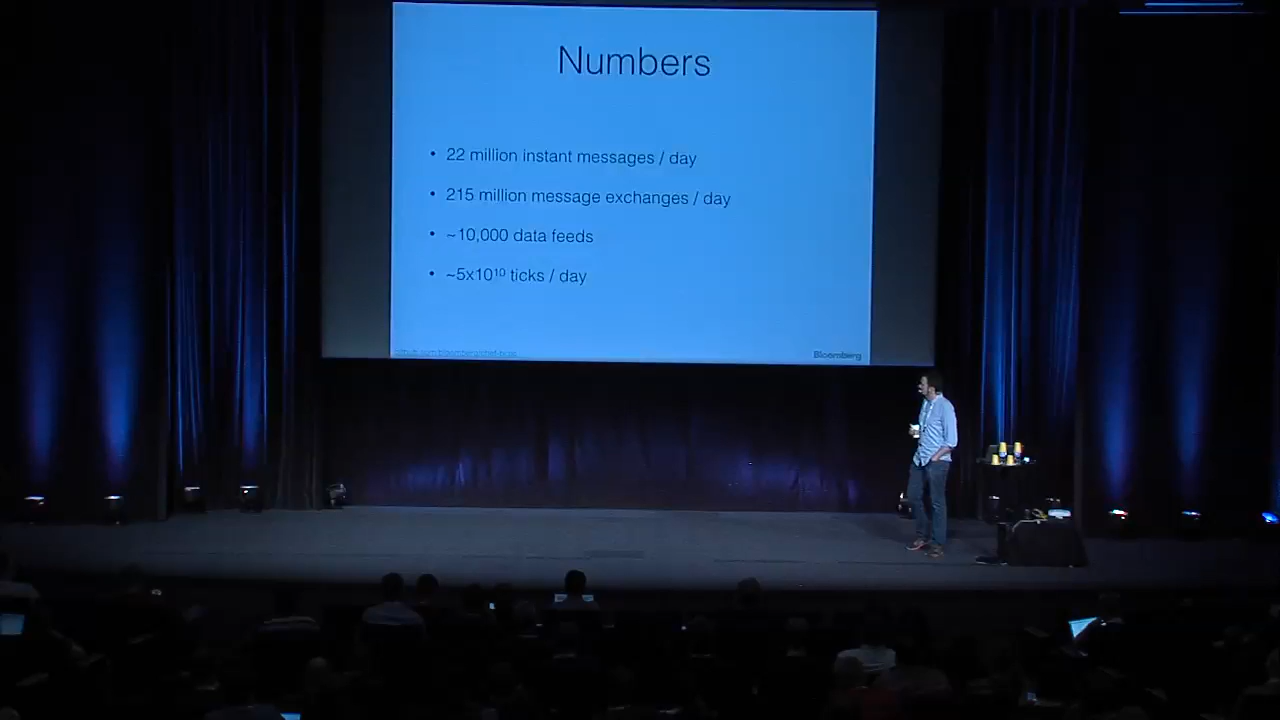 Numbers
• 22 million instant messages / day
• 215 million message exchanges / day
• ~10,000 data feeds
• ~5x10¹⁰ ticks / day
Bloomberg